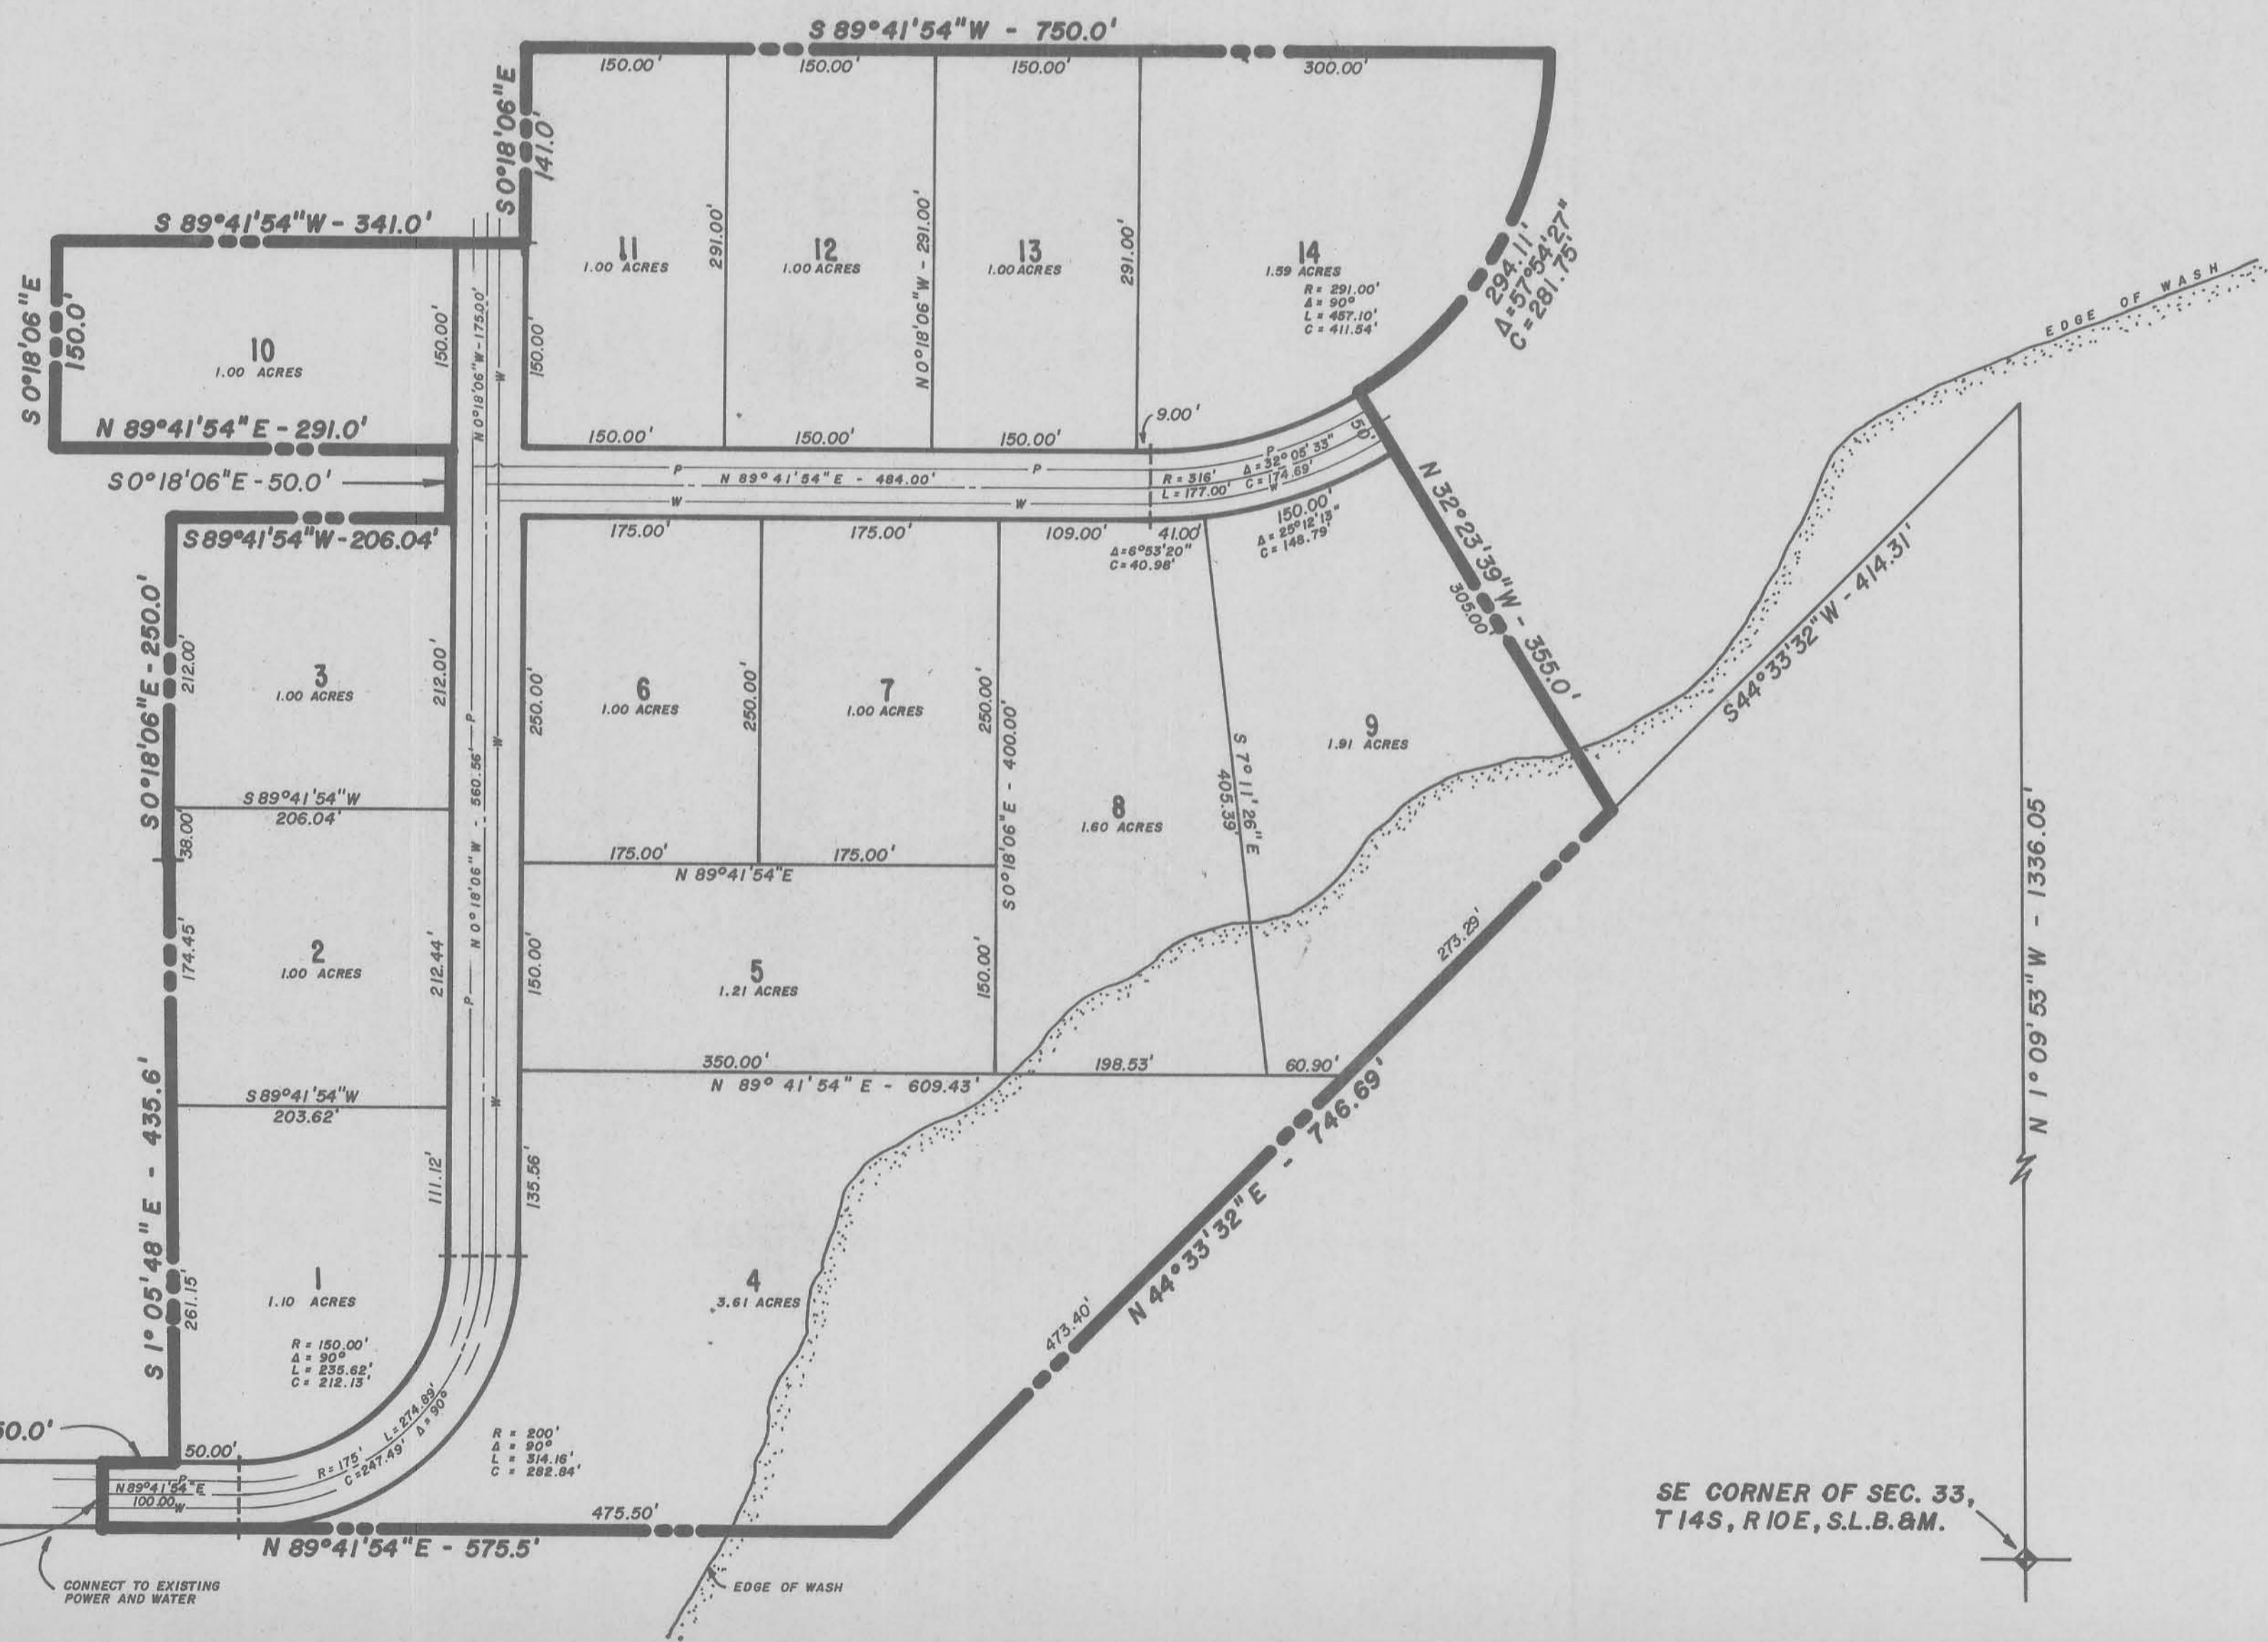 S 89°41'54"W - 750.0'
150.00'
150.00'
150.00'
300.00'
S 0°18'06"E
141.0'
11
1.00 ACRES
291.00'
12
1.00 ACRES
N 0°18'06"W - 291.00'
13
1.00 ACRES
291.00'
14
1.59 ACRES
R = 291.00'
Δ = 90°
L = 457.10'
C = 411.54'
294.11'
Δ = 57°54'27"
C = 281.75'
S 89°41'54"W - 341.0'
S 0°18'06"E
150.0'
10
1.00 ACRES
150.00'
N 0°18'06"W - 175.00'
W
150.00'
N 89°41'54"E - 291.0'
S 0°18'06"E - 50.0'
150.00'
150.00'
150.00'
9.00'
P
P
P
N 89°41'54"E - 484.00'
W
W
W
R = 316'
L = 177.00'
Δ = 32°05'33"
C = 174.69'
50'
S 89°41'54"W - 206.04'
175.00'
175.00'
109.00'
41.00'
Δ = 6°53'20"
C = 40.98'
150.00'
Δ = 25°12'13"
C = 148.79'
N 32°23'39"W - 355.0'
305.00'
S 0°18'06"E - 250.0'
212.00'
3
1.00 ACRES
212.00'
250.00'
6
1.00 ACRES
250.00'
7
1.00 ACRES
250.00'
S 0°18'06"E - 400.00'
8
1.60 ACRES
S 7°11'26"E
405.39'
9
1.91 ACRES
EDGE OF WASH
S 44°33'32"W - 414.31'
N 1°09'53"W - 1336.05'
P
W
N 0°18'06"W - 560.56'
P
W
S 89°41'54"W
206.04'
38.00'
175.00'
175.00'
N 89°41'54"E
174.45'
2
1.00 ACRES
212.44'
150.00'
5
1.21 ACRES
150.00'
273.29'
350.00'
198.53'
60.90'
N 89°41'54"E - 609.43'
S 89°41'54"W
203.62'
S 1°05'48"E - 435.6'
261.15'
111.12'
135.56'
1
1.10 ACRES
R = 150.00'
Δ = 90°
L = 235.62'
C = 212.13'
4
3.61 ACRES
473.40'
N 44°33'32"E - 746.69'
R = 175'
L = 274.89'
C = 247.49'
Δ = 90°
R = 200'
Δ = 90°
L = 314.16'
C = 282.84'
50.00'
P
N 89°41'54"E
100.00
W
475.50'
N 89°41'54"E - 575.5'
CONNECT TO EXISTING
POWER AND WATER
EDGE OF WASH
SE CORNER OF SEC. 33,
T14S, R10E, S.L.B.&M.